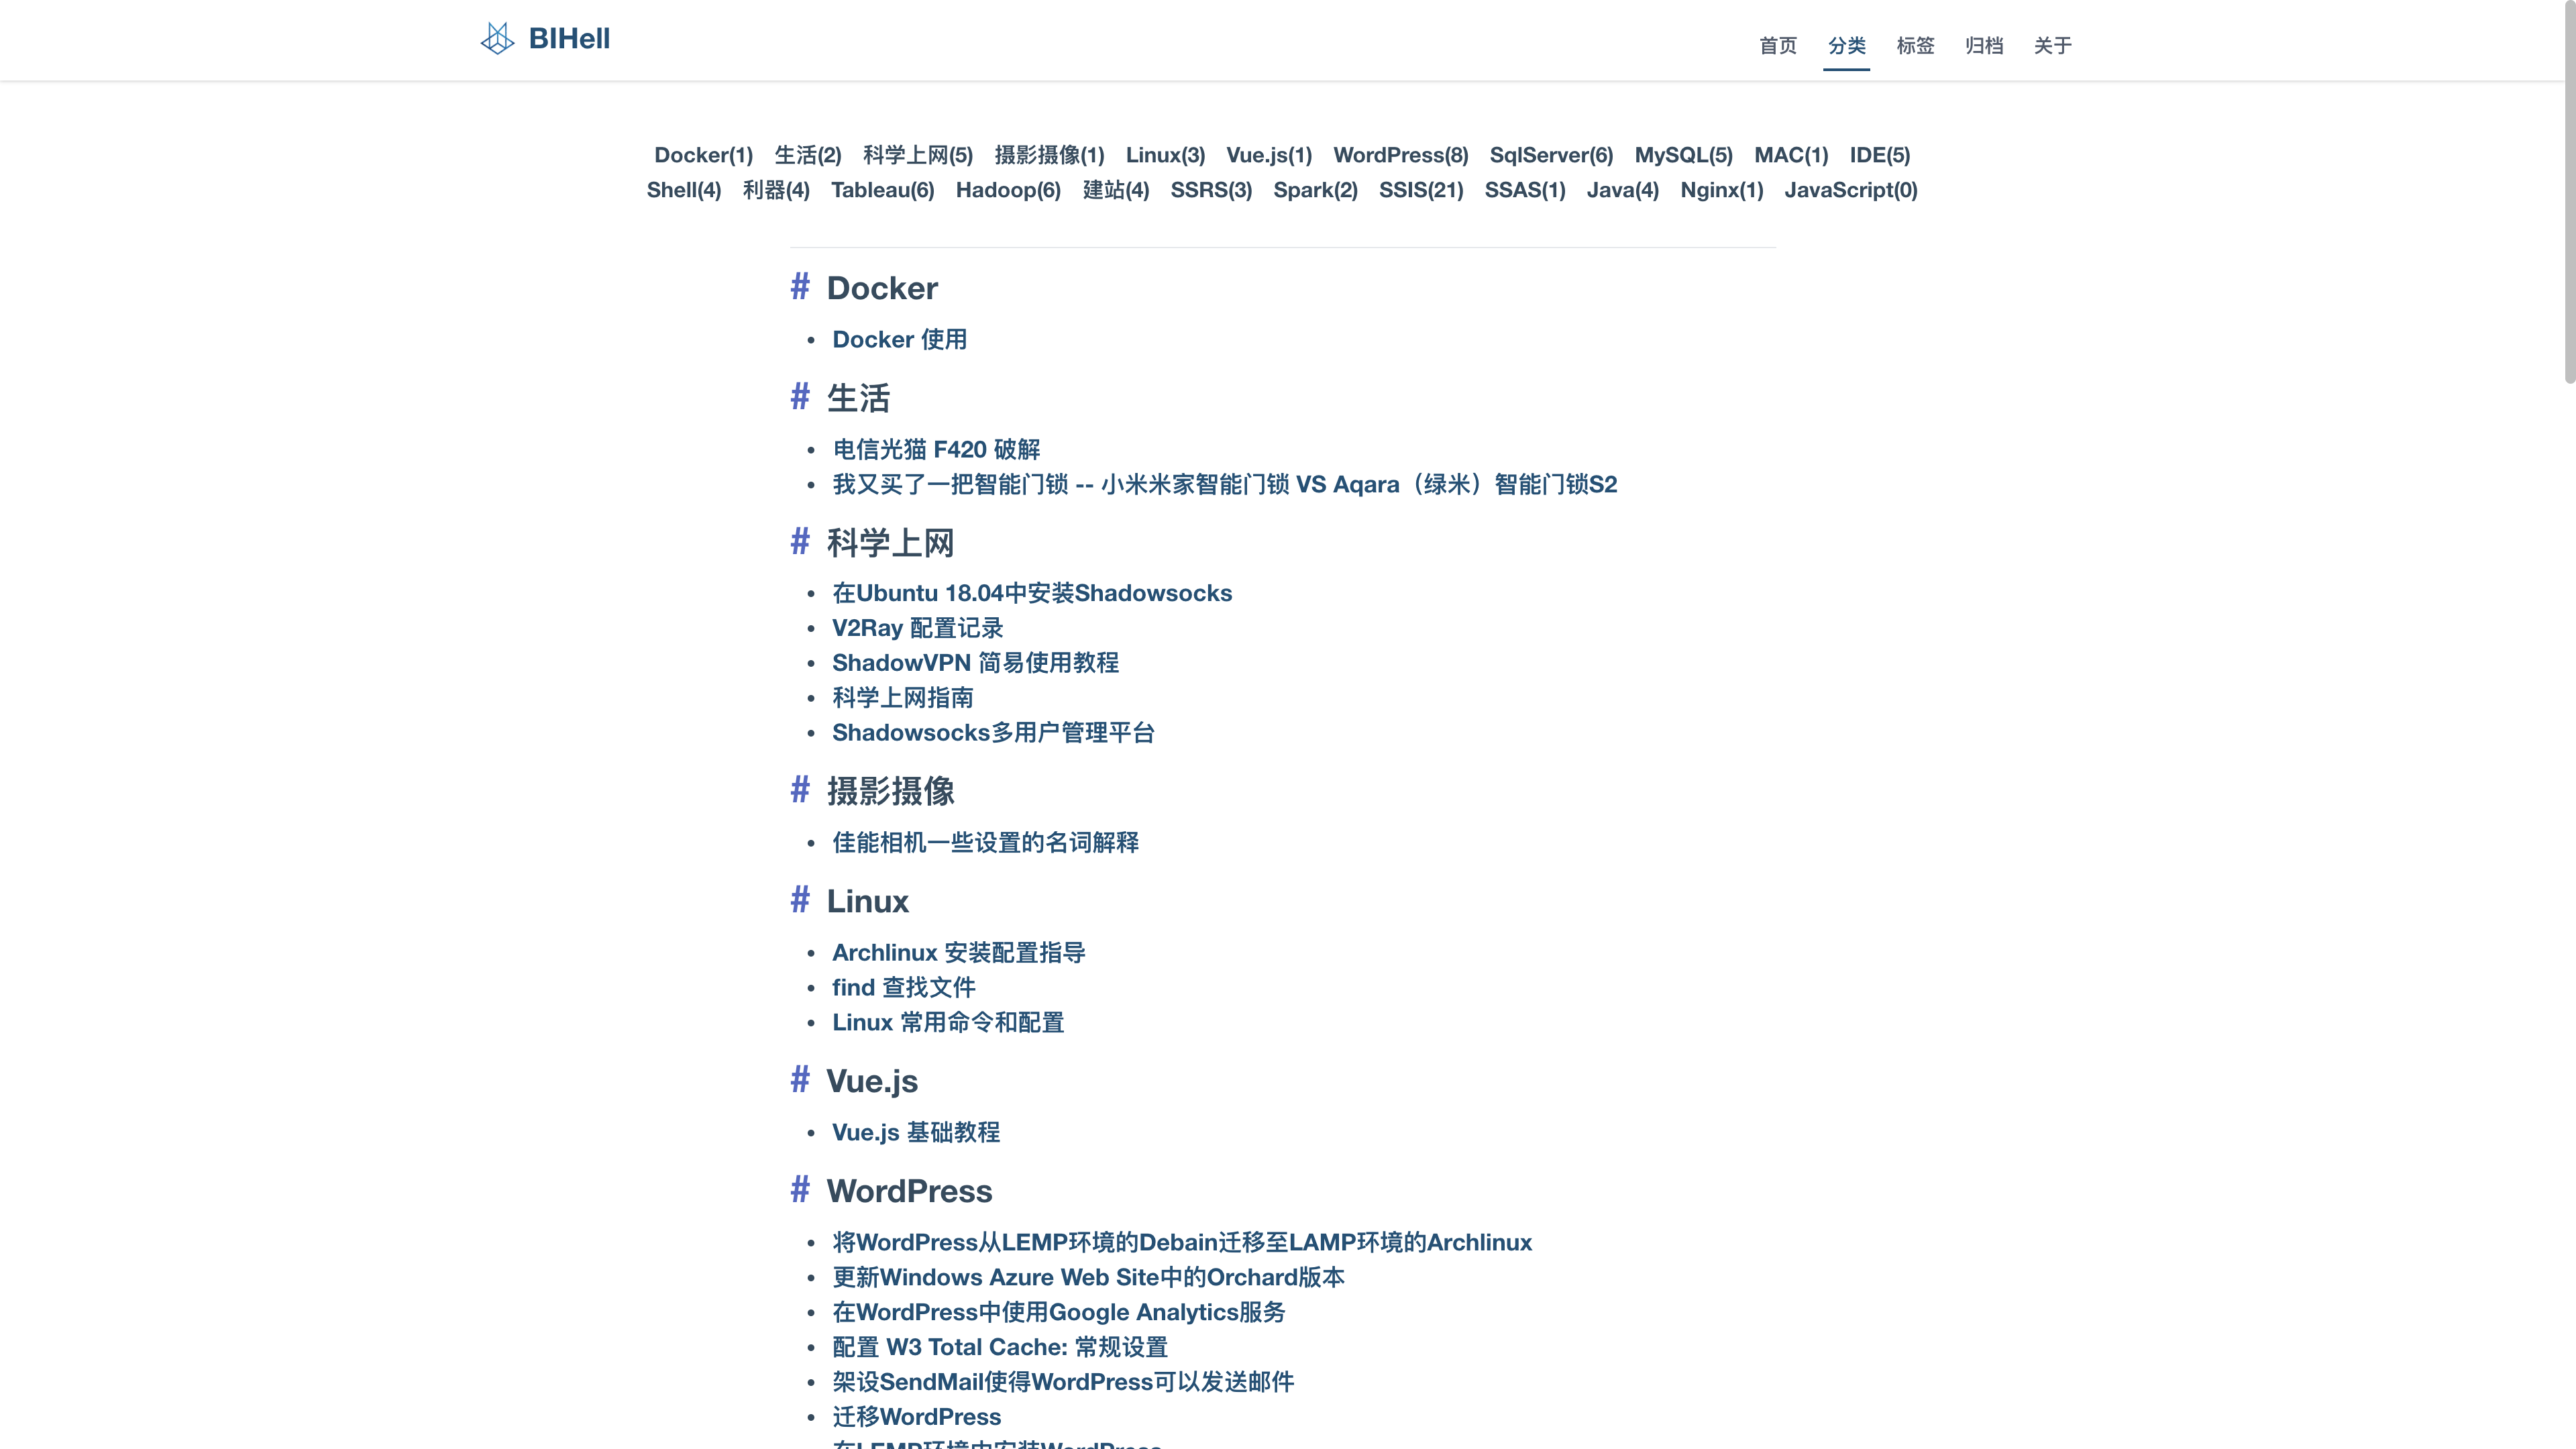 BIHell
首页 分类 标签 归档 关于
Docker(1) 生活(2) 科学上网(5) 摄影摄像(1) Linux(3) Vue.js(1) WordPress(8) SqlServer(6) MySQL(5) MAC(1) IDE(5)
Shell(4) 利器(4) Tableau(6) Hadoop(6) 建站(4) SSRS(3) Spark(2) SSIS(21) SSAS(1) Java(4) Nginx(1) JavaScript(0)
# Docker
• Docker 使用
# 生活
• 电信光猫 F420 破解
• 我又买了一把智能门锁 -- 小米米家智能门锁 VS Aqara（绿米）智能门锁S2
# 科学上网
• 在Ubuntu 18.04中安装Shadowsocks
• V2Ray 配置记录
• ShadowVPN 简易使用教程
• 科学上网指南
• Shadowsocks多用户管理平台
# 摄影摄像
• 佳能相机一些设置的名词解释
# Linux
• Archlinux 安装配置指导
• find 查找文件
• Linux 常用命令和配置
# Vue.js
• Vue.js 基础教程
# WordPress
• 将WordPress从LEMP环境的Debain迁移至LAMP环境的Archlinux
• 更新Windows Azure Web Site中的Orchard版本
• 在WordPress中使用Google Analytics服务
• 配置 W3 Total Cache: 常规设置
• 架设SendMail使得WordPress可以发送邮件
• 迁移WordPress
在LEMP环境中安装WordPress